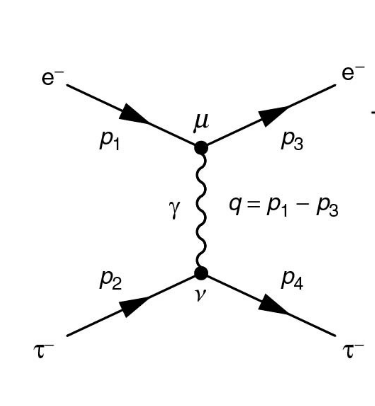 e⁻ e⁻
μ
p₁ p₃
γ q = p₁ − p₃
p₂ p₄
ν
τ⁻ τ⁻